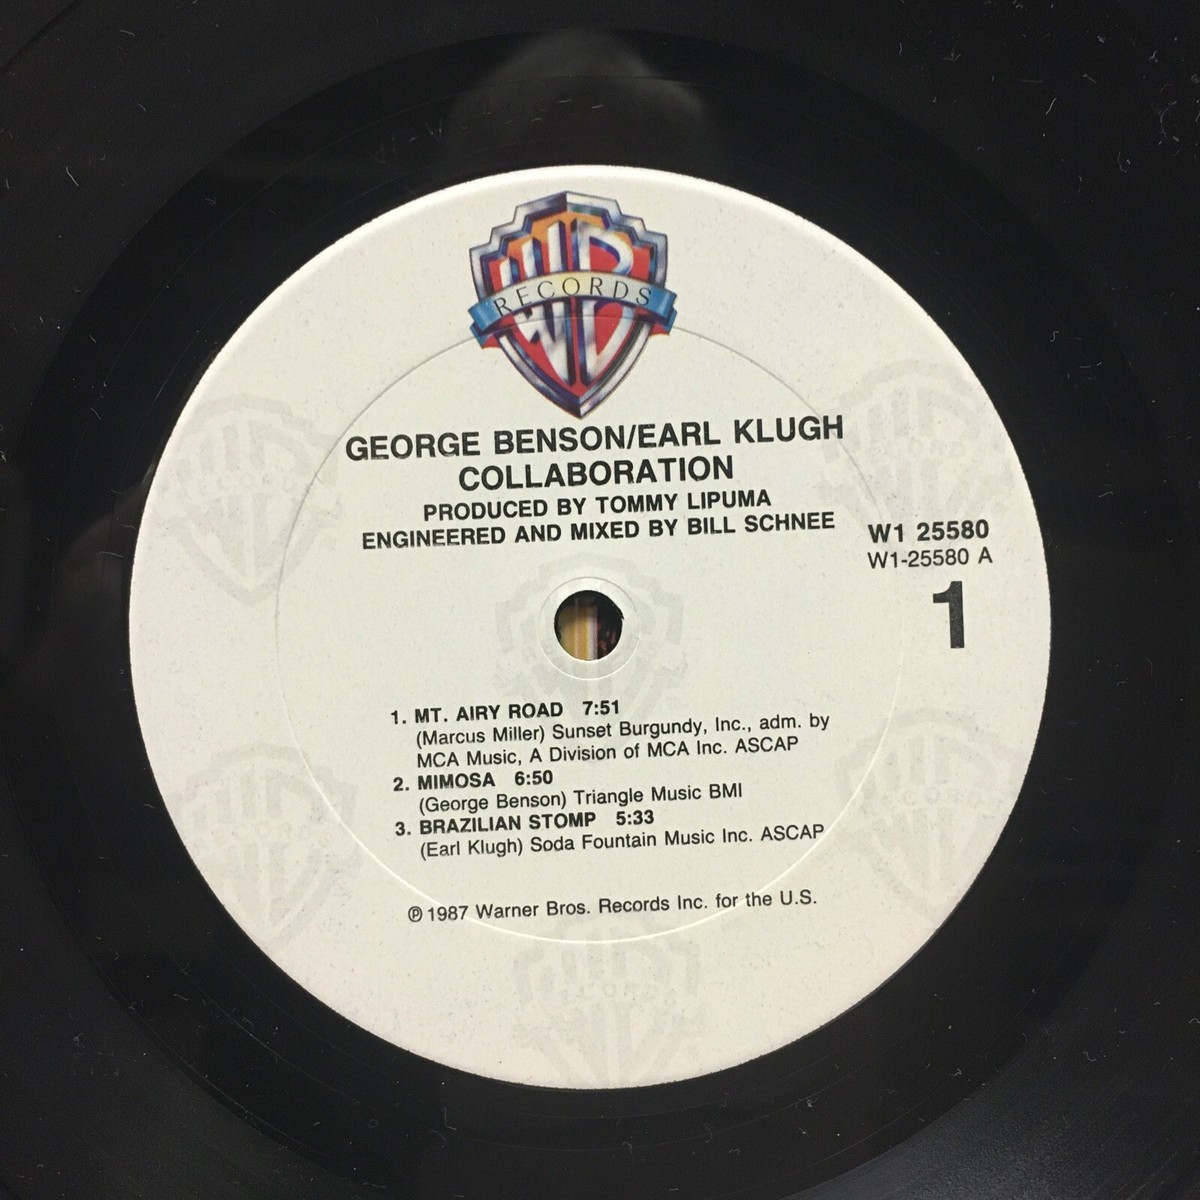 WB
RECORDS
GEORGE BENSON/EARL KLUGH
COLLABORATION
PRODUCED BY TOMMY LIPUMA
ENGINEERED AND MIXED BY BILL SCHNEE
W1 25580
W1-25580 A
1
1. MT. AIRY ROAD 7:51
(Marcus Miller) Sunset Burgundy, Inc., adm. by
MCA Music, A Division of MCA Inc. ASCAP
2. MIMOSA 6:50
(George Benson) Triangle Music BMI
3. BRAZILIAN STOMP 5:33
(Earl Klugh) Soda Fountain Music Inc. ASCAP
℗ 1987 Warner Bros. Records Inc. for the U.S.